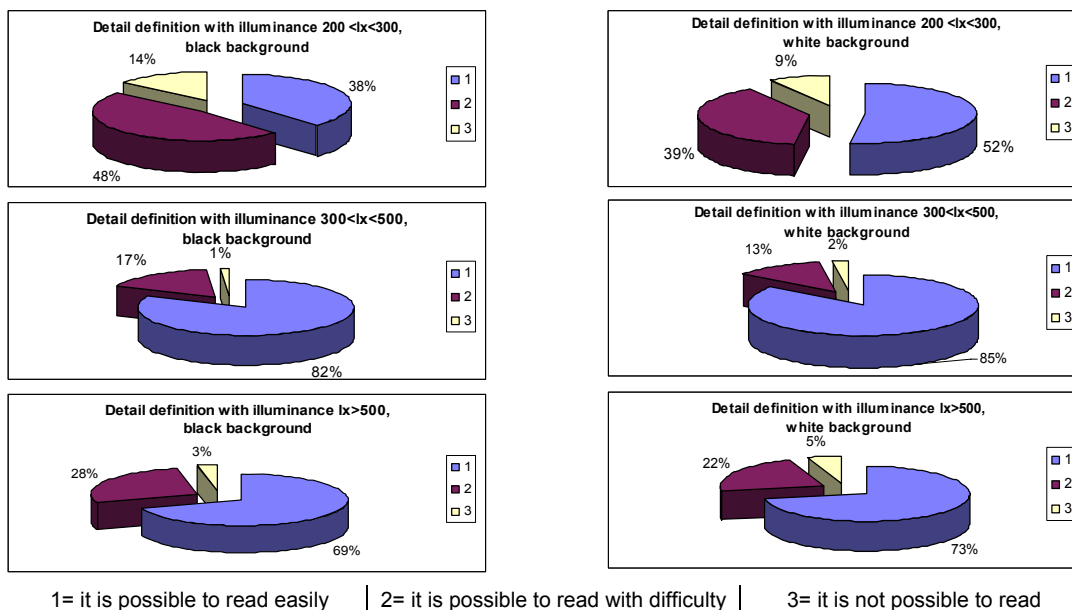 Detail definition with illuminance 200 <lx<300,
black background
14%
38%
48%
1
2
3
Detail definition with illuminance 200 <lx<300,
white background
9%
39%
52%
1
2
3
Detail definition with illuminance 300<lx<500,
black background
17%
1%
82%
1
2
3
Detail definition with illuminance 300<lx<500,
white background
13%
2%
85%
1
2
3
Detail definition with illuminance lx>500,
black background
3%
28%
69%
1
2
3
Detail definition with illuminance lx>500,
white background
5%
22%
73%
1
2
3
1= it is possible to read easily
2= it is possible to read with difficulty
3= it is not possible to read